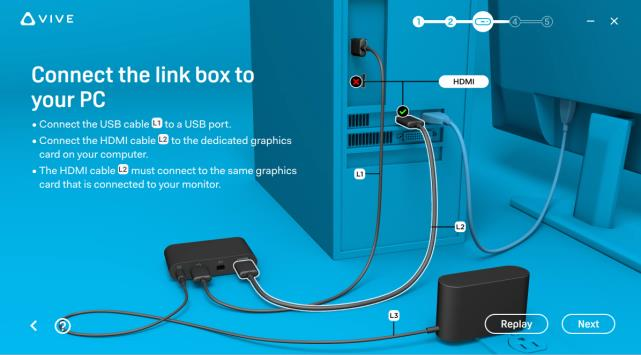 VIVE
1 2 4 5
Connect the link box to
your PC
• Connect the USB cable L1 to a USB port.
• Connect the HDMI cable L2 to the dedicated graphics
card on your computer.
• The HDMI cable L2 must connect to the same graphics
card that is connected to your monitor.
HDMI
L1
L2
L3
?
Replay
Next